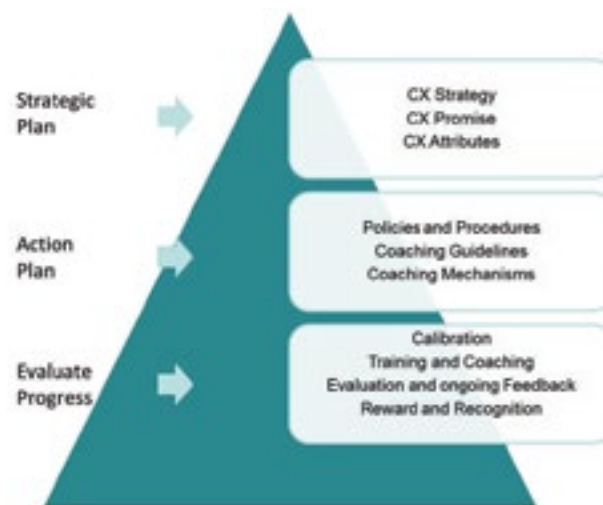 Strategic
Plan
CX Strategy
CX Promise
CX Attributes
Action
Plan
Policies and Procedures
Coaching Guidelines
Coaching Mechanisms
Evaluate
Progress
Calibration
Training and Coaching
Evaluation and ongoing Feedback
Reward and Recognition